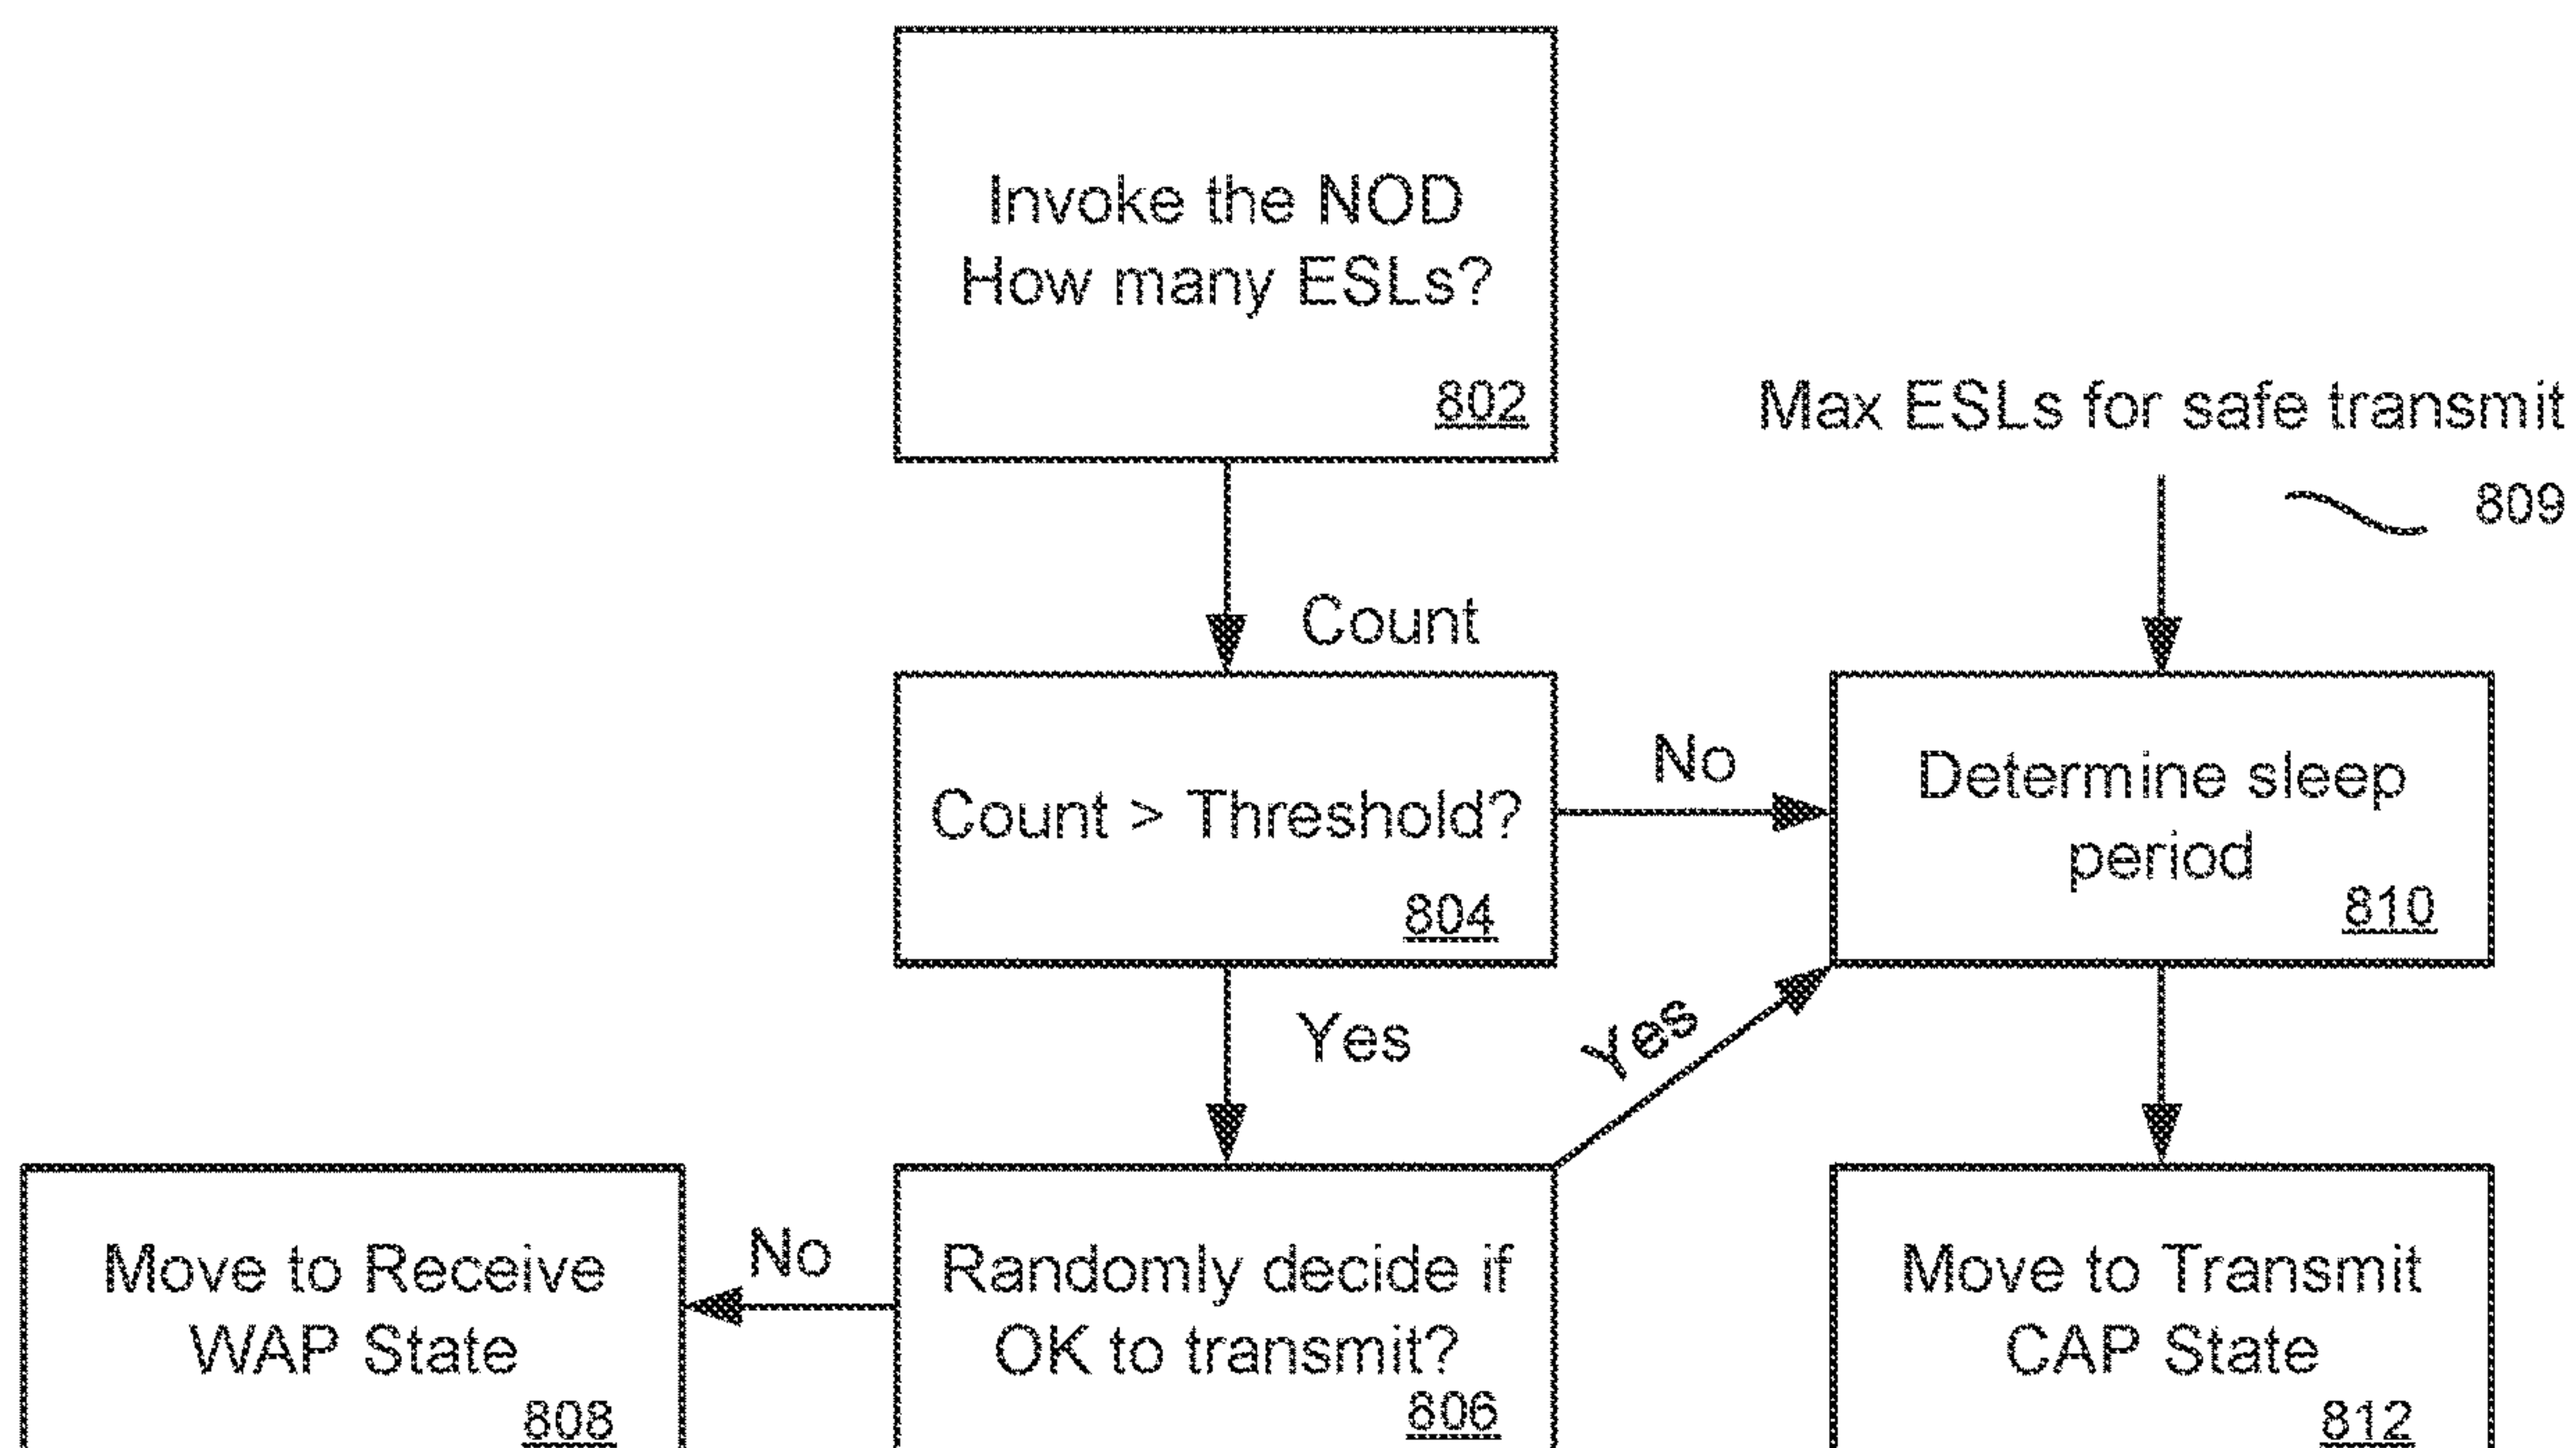 Invoke the NOD
How many ESLs?
802
Max ESLs for safe transmit
809
Count
Count > Threshold?
804
No
Determine sleep
period
810
Yes
Yes
Move to Receive
WAP State
808
No
Randomly decide if
OK to transmit?
806
Move to Transmit
CAP State
812